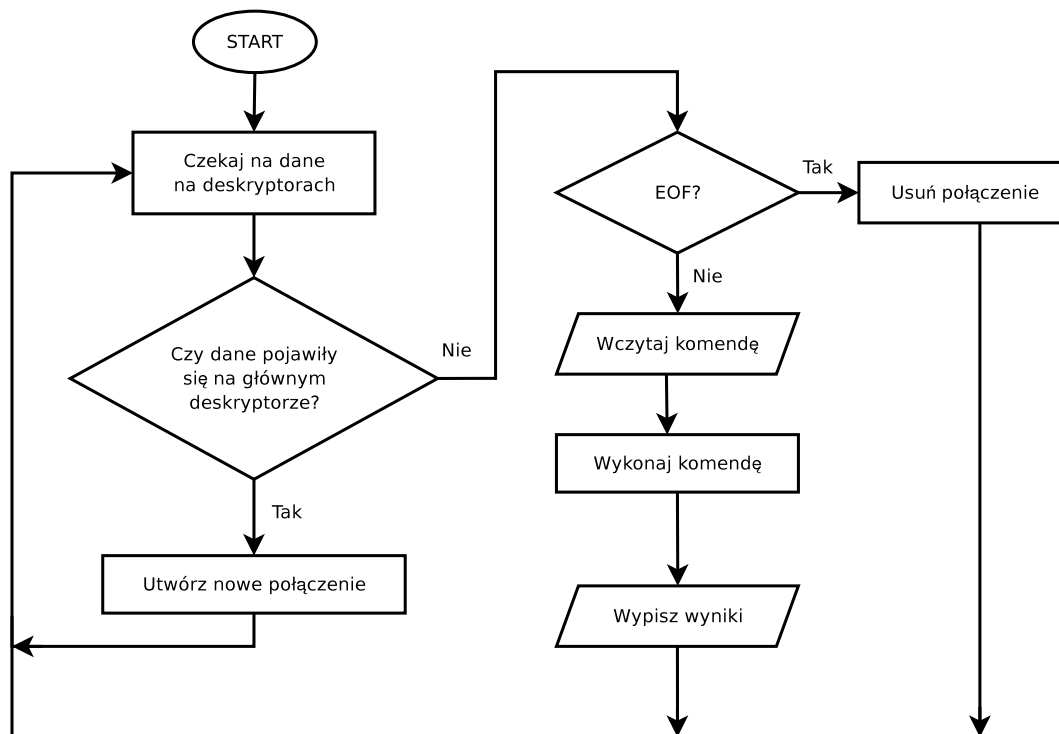 START
Czekaj na dane
na deskryptorach
Czy dane pojawiły
się na głównym
deskryptorze?
Nie
Tak
Utwórz nowe połączenie
EOF?
Tak
Usuń połączenie
Nie
Wczytaj komendę
Wykonaj komendę
Wypisz wyniki